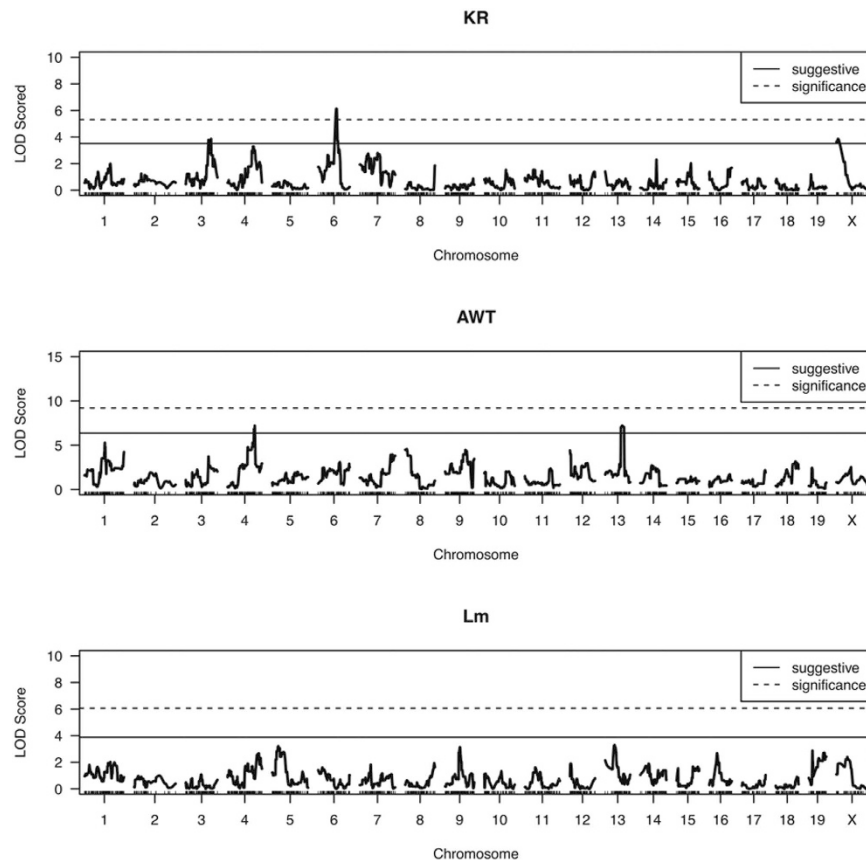 KR
10
8
6
4
2
0
LOD Scored
suggestive
significance
1 2 3 4 5 6 7 8 9 10 11 12 13 14 15 16 17 18 19 X
Chromosome
AWT
15
10
5
0
LOD Score
suggestive
significance
1 2 3 4 5 6 7 8 9 10 11 12 13 14 15 16 17 18 19 X
Chromosome
Lm
10
8
6
4
2
0
LOD Score
suggestive
significance
1 2 3 4 5 6 7 8 9 10 11 12 13 14 15 16 17 18 19 X
Chromosome